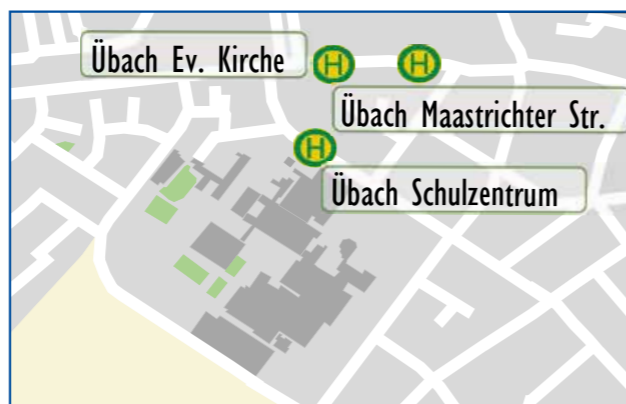 Übach Ev. Kirche
H
H
Übach Maastrichter Str.
H
Übach Schulzentrum